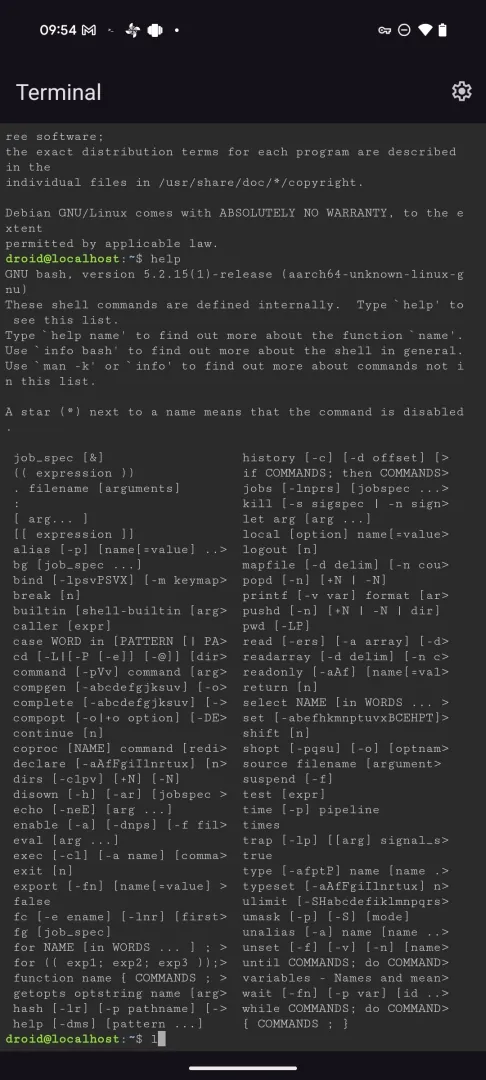 09:54
Terminal
ree software;
the exact distribution terms for each program are described
in the
individual files in /usr/share/doc/*/copyright.
Debian GNU/Linux comes with ABSOLUTELY NO WARRANTY, to the e
xtent
permitted by applicable law.
droid@localhost:~$ help
GNU bash, version 5.2.15(1)-release (aarch64-unknown-linux-g
nu)
These shell commands are defined internally.  Type `help' to
 see this list.
Type `help name' to find out more about the function `name'.
Use `info bash' to find out more about the shell in general.
Use `man -k' or `info' to find out more about commands not i
n this list.
A star (*) next to a name means that the command is disabled
.
 job_spec [&]                 history [-c] [-d offset] [>
 (( expression ))             if COMMANDS; then COMMANDS>
 . filename [arguments]       jobs [-lnprs] [jobspec ...>
 :                            kill [-s sigspec | -n sign>
 [ arg... ]                   let arg [arg ...]
 [[ expression ]]             local [option] name[=value>
 alias [-p] [name[=value] ..> logout [n]
 bg [job_spec ...]            mapfile [-d delim] [-n cou>
 bind [-lpsvPSVX] [-m keymap> popd [-n] [+N | -N]
 break [n]                    printf [-v var] format [ar>
 builtin [shell-builtin [arg> pushd [-n] [+N | -N | dir]
 caller [expr]                pwd [-LP]
 case WORD in [PATTERN [| PA> read [-ers] [-a array] [-d>
 cd [-L|[-P [-e]] [-@]] [dir> readarray [-d delim] [-n c>
 command [-pVv] command [arg> readonly [-aAf] [name[=val>
 compgen [-abcdefgjksuv] [-o> return [n]
 complete [-abcdefgjksuv] [-> select NAME [in WORDS ... >
 compopt [-o|+o option] [-DE> set [-abefhkmnptuvxBCEHPT]>
 continue [n]                 shift [n]
 coproc [NAME] command [redi> shopt [-pqsu] [-o] [optnam>
 declare [-aAfFgiIlnrtux] [n> source filename [argument>
 dirs [-clpv] [+N] [-N]       suspend [-f]
 disown [-h] [-ar] [jobspec > test [expr]
 echo [-neE] [arg ...]        time [-p] pipeline
 enable [-a] [-dnps] [-f fil> times
 eval [arg ...]               trap [-lp] [[arg] signal_s>
 exec [-cl] [-a name] [comma> true
 exit [n]                     type [-afptP] name [name .>
 export [-fn] [name[=value] > typeset [-aAfFgiIlnrtux] n>
 false                        ulimit [-SHabcdefiklmnpqrs>
 fc [-e ename] [-lnr] [first> umask [-p] [-S] [mode]
 fg [job_spec]                unalias [-a] name [name ..>
 for NAME [in WORDS ... ] ; > unset [-f] [-v] [-n] [name>
 for (( exp1; exp2; exp3 ));> until COMMANDS; do COMMAND>
 function name { COMMANDS ; > variables - Names and mean>
 getopts optstring name [arg> wait [-fn] [-p var] [id ..>
 hash [-lr] [-p pathname] [-> while COMMANDS; do COMMAND>
 help [-dms] [pattern ...]    { COMMANDS ; }
droid@localhost:~$ l